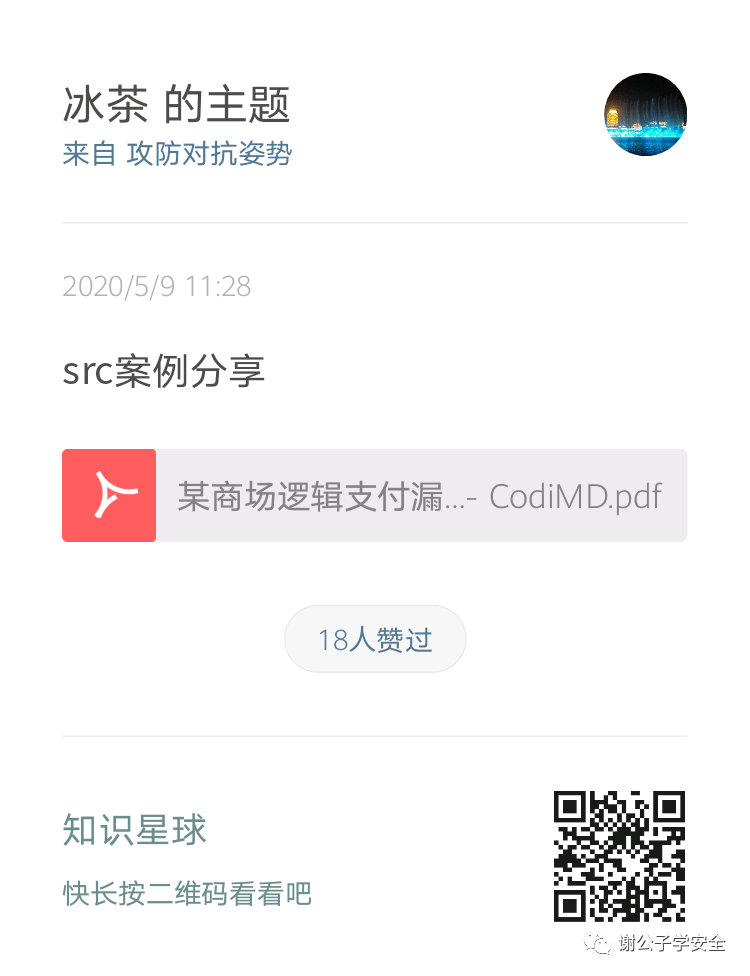 冰茶 的主题
来自 攻防对抗姿势
2020/5/9 11:28
src案例分享
某商场逻辑支付漏...- CodiMD.pdf
18人赞过
知识星球
快长按二维码看看吧
谢公子学安全